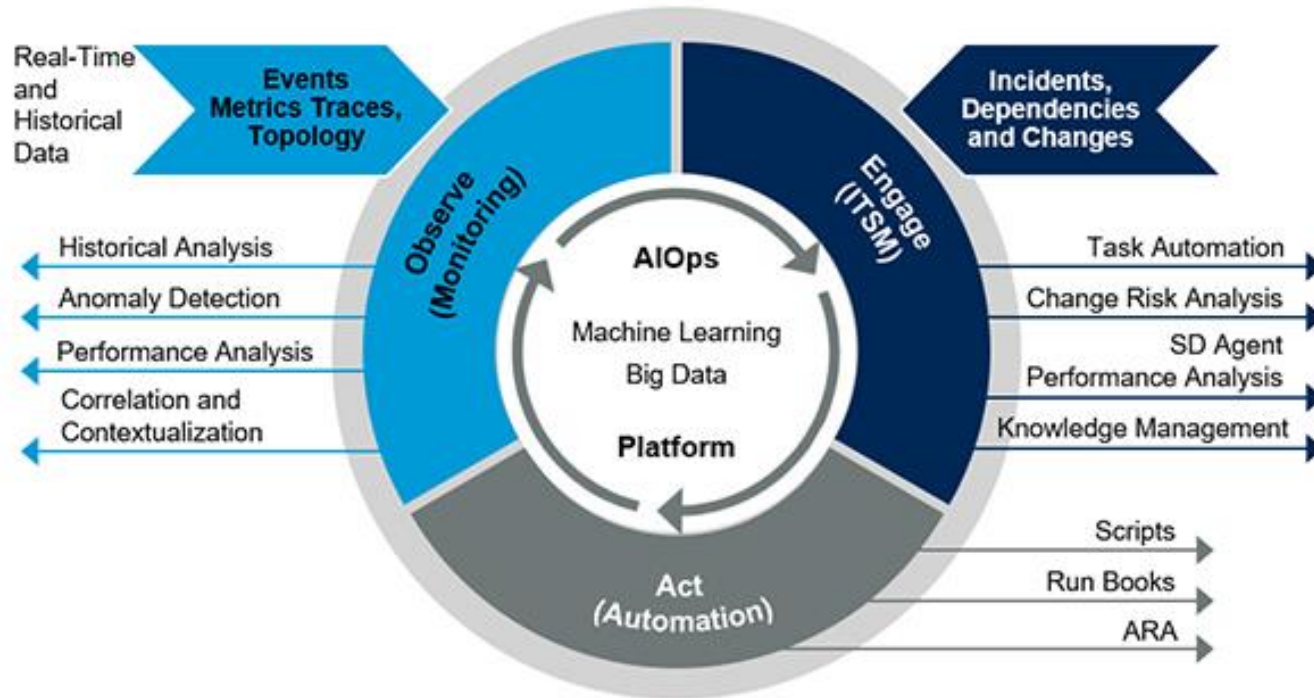 Real-Time
and
Historical
Data
Events
Metrics Traces,
Topology
Incidents,
Dependencies
and Changes
Observe
(Monitoring)
Engage
(ITSM)
Historical Analysis
Anomaly Detection
Performance Analysis
Correlation and
Contextualization
AIOps
Machine Learning
Big Data
Platform
Task Automation
Change Risk Analysis
SD Agent
Performance Analysis
Knowledge Management
Act
(Automation)
Scripts
Run Books
ARA